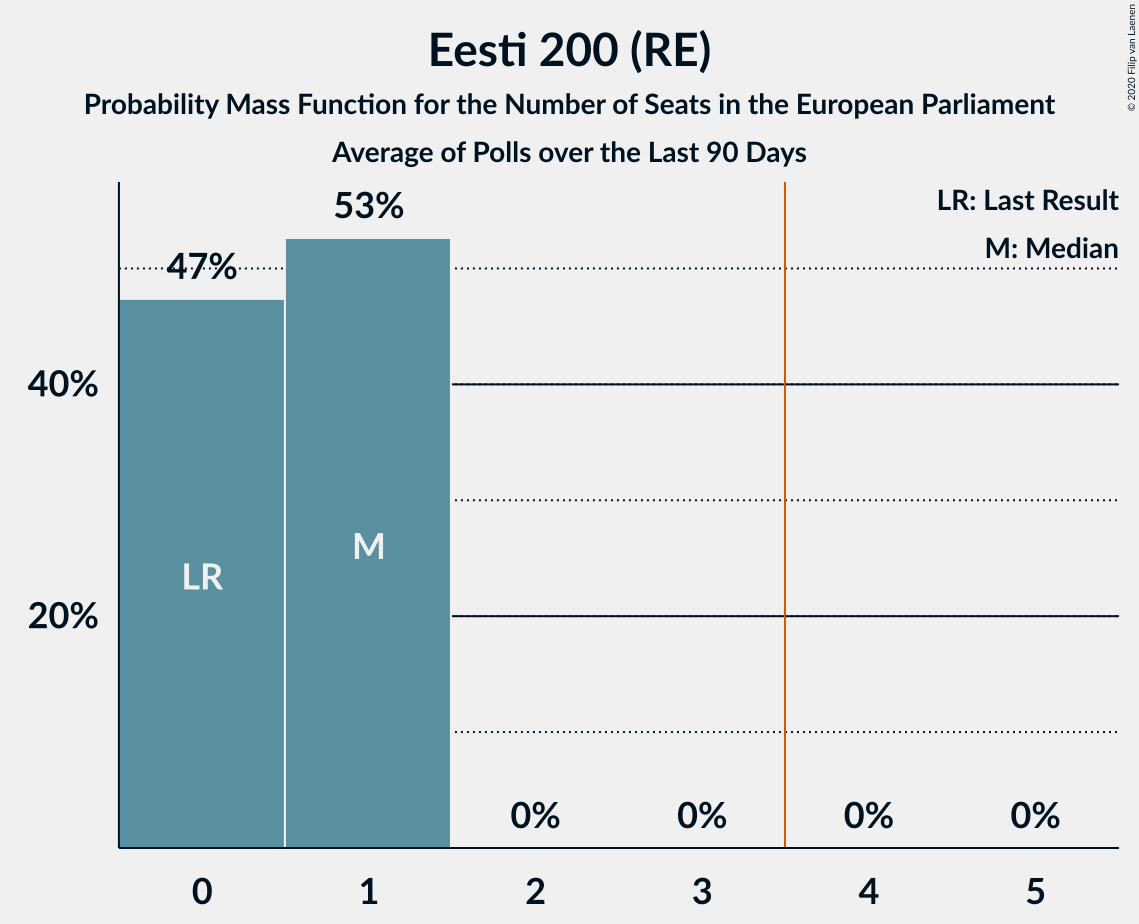 Eesti 200 (RE)
Probability Mass Function for the Number of Seats in the European Parliament
Average of Polls over the Last 90 Days
© 2020 Filip van Laenen
LR: Last Result
M: Median
53%
47%
40%
20%
LR
M
0%
0%
0%
0%
0
1
2
3
4
5